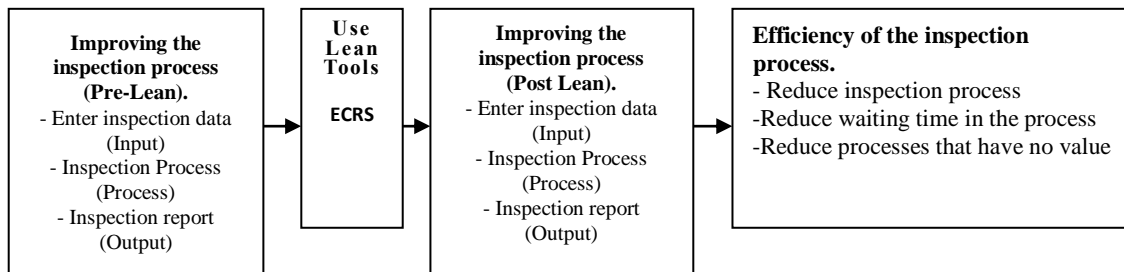 Improving the
inspection process
(Pre-Lean).
- Enter inspection data
(Input)
- Inspection Process
(Process)
- Inspection report
(Output)
Use
Lean
Tools
ECRS
Improving the
inspection process
(Post Lean).
- Enter inspection data
(Input)
- Inspection Process
(Process)
- Inspection report
(Output)
Efficiency of the inspection
process.
- Reduce inspection process
-Reduce waiting time in the process
-Reduce processes that have no value